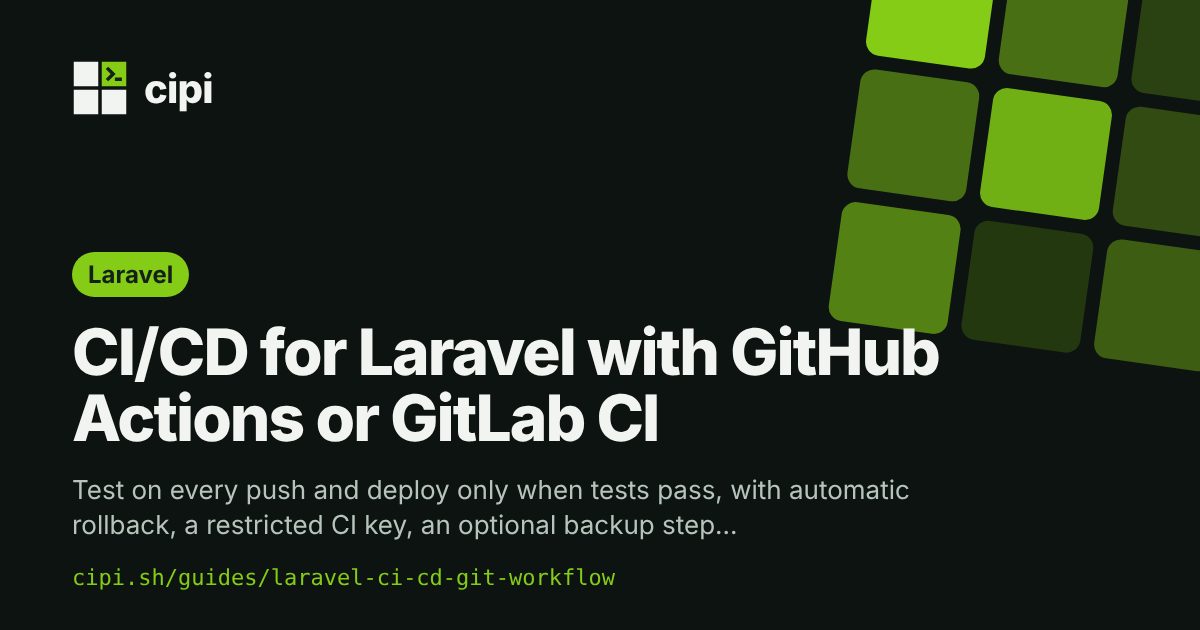 cipi
Laravel
CI/CD for Laravel with GitHub
Actions or GitLab CI
Test on every push and deploy only when tests pass, with automatic
rollback, a restricted CI key, an optional backup step...
cipi.sh/guides/laravel-ci-cd-git-workflow